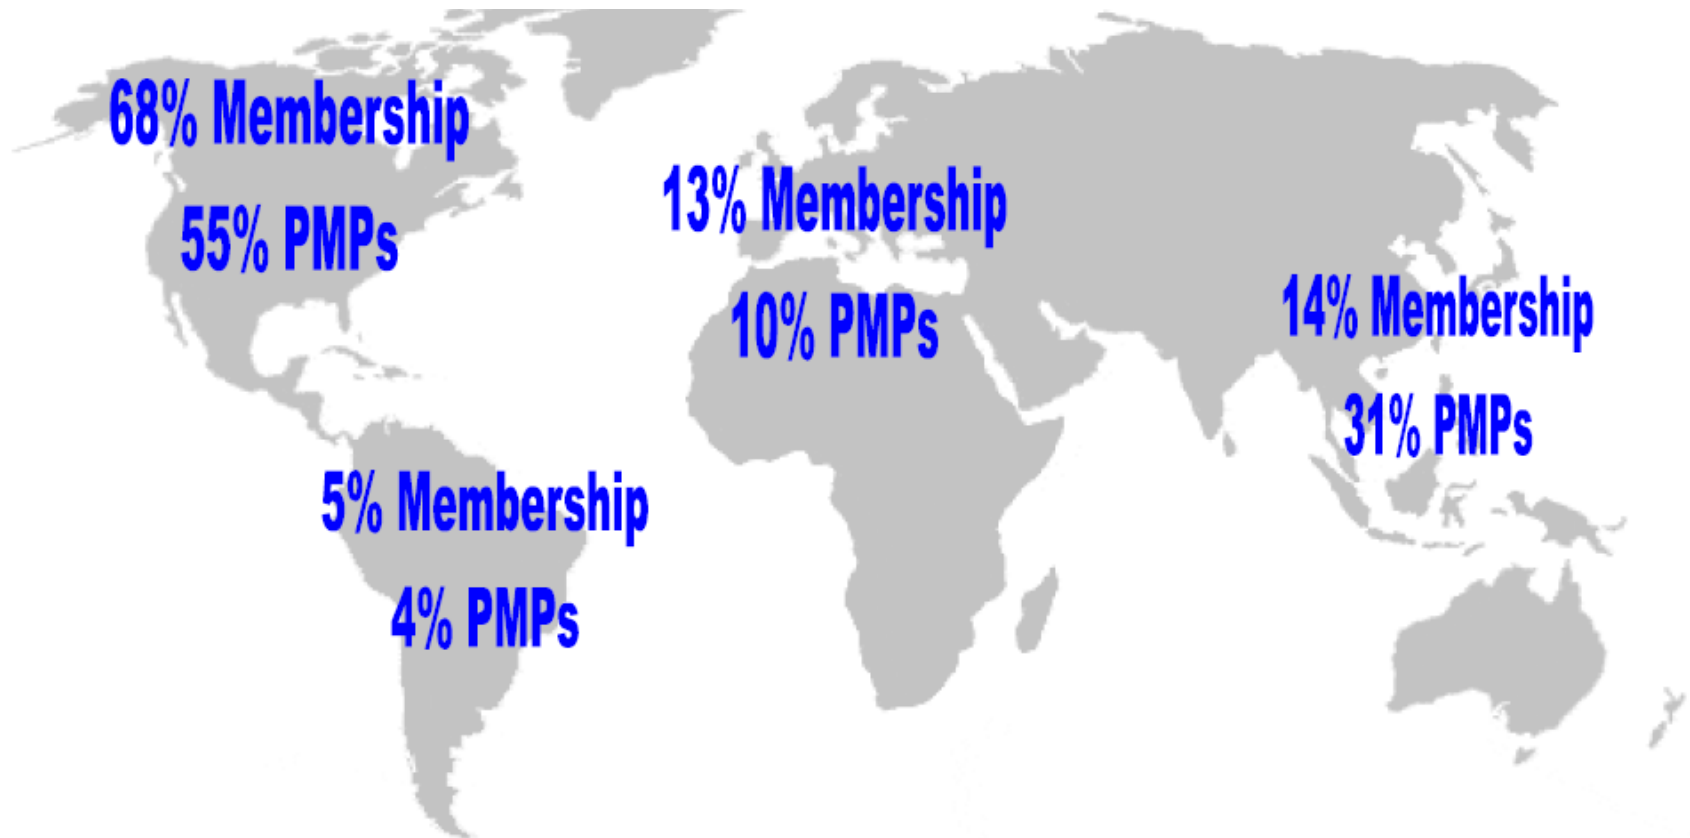 68% Membership
55% PMPs
13% Membership
10% PMPs
14% Membership
31% PMPs
5% Membership
4% PMPs